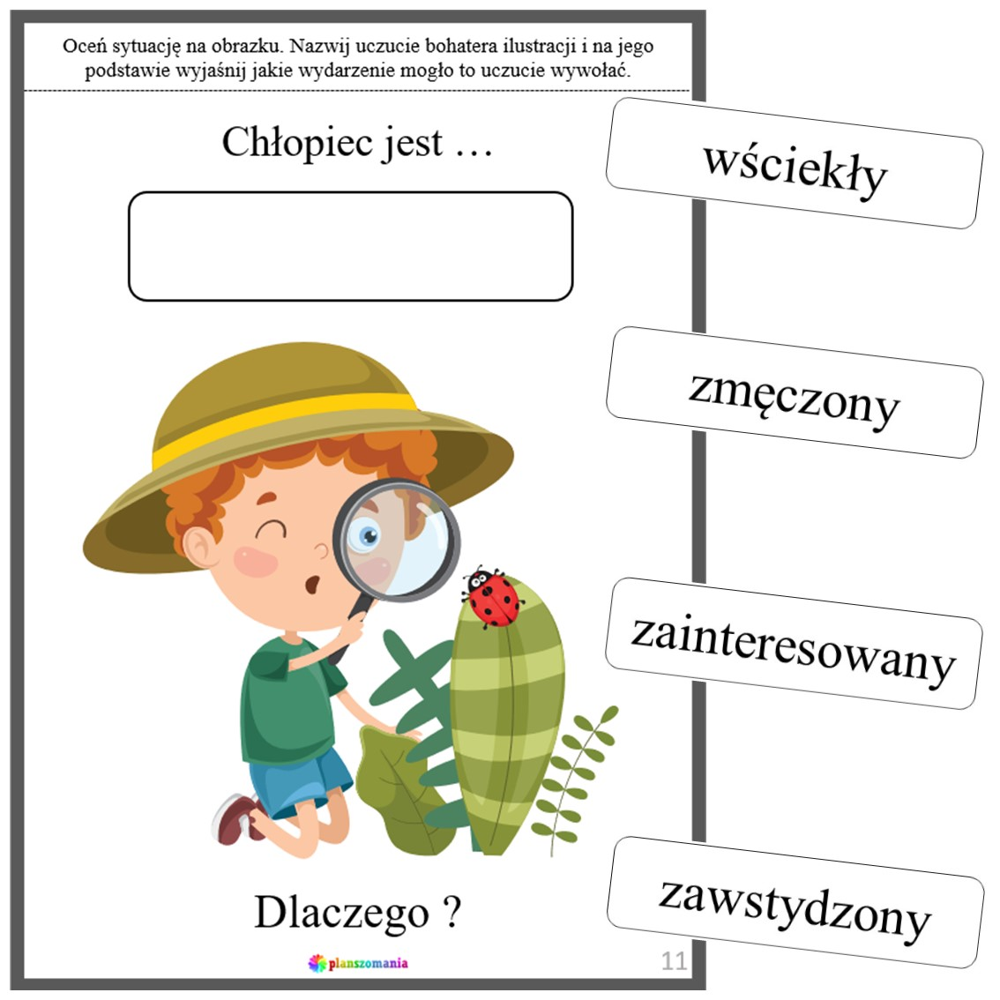 Oceń sytuację na obrazku. Nazwij uczucie bohatera ilustracji i na jego
podstawie wyjaśnij jakie wydarzenie mogło to uczucie wywołać.
Chłopiec jest …
wściekły
zmęczony
zainteresowany
zawstydzony
Dlaczego ?
planszomania
11